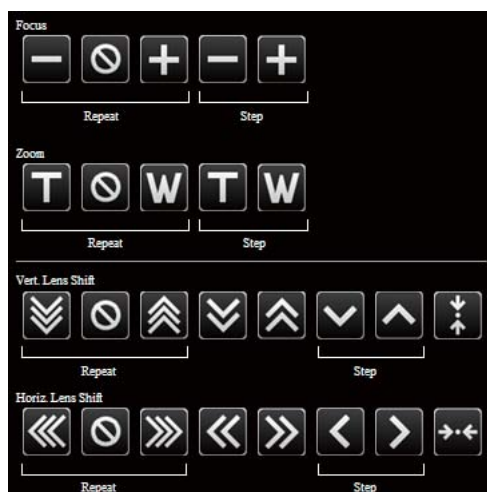 Focus
Repeat Step
Zoom
T W T W
Repeat Step
Vert. Lens Shift
Repeat Step
Horiz. Lens Shift
Repeat Step